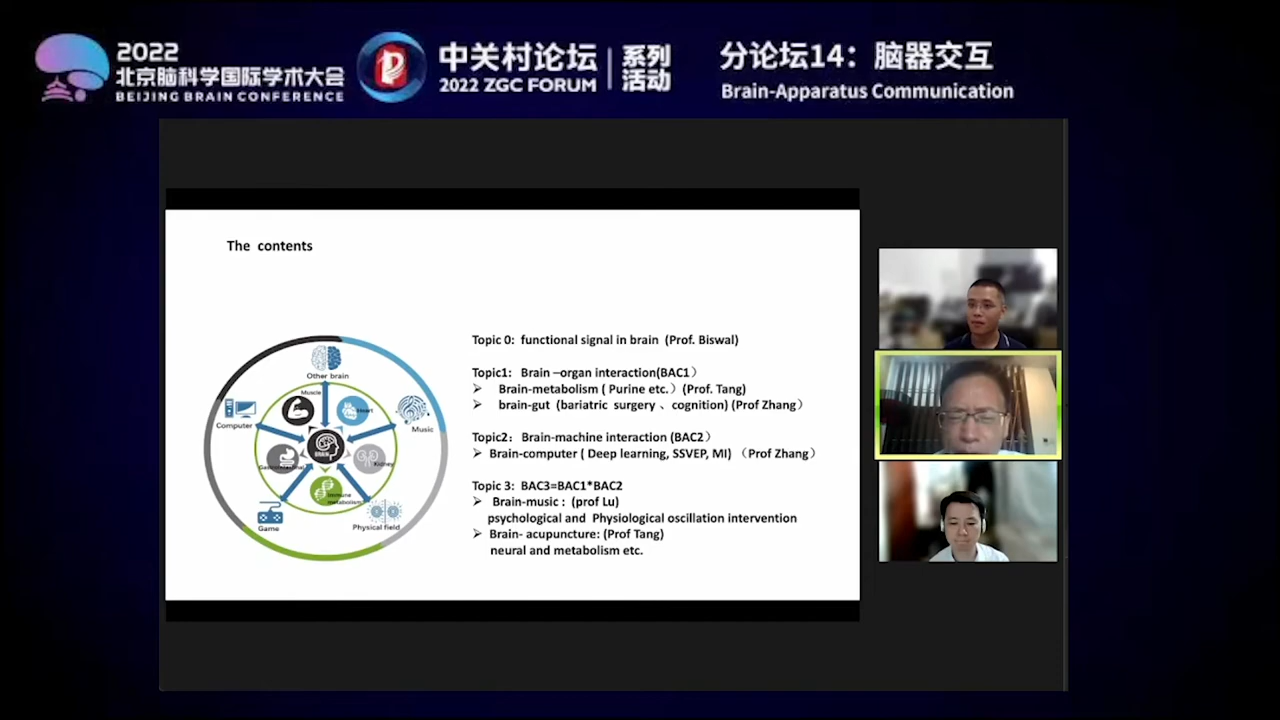 2022
北京脑科学国际学术大会
BEIJING BRAIN CONFERENCE
中关村论坛
2022 ZGC FORUM
系列
活动
分论坛14：脑器交互
Brain-Apparatus Communication
The contents
Other brain
Muscle
Heart
Computer
Music
BRAIN
Gastrointestinal
Kidney
Immune
metabolism
Game
Physical field
Topic 0: functional signal in brain (Prof. Biswal)
Topic1: Brain –organ interaction(BAC1）
➢ Brain-metabolism ( Purine etc.）(Prof. Tang)
➢ brain-gut (bariatric surgery 、cognition) (Prof Zhang）
Topic2： Brain-machine interaction (BAC2）
➢ Brain-computer ( Deep learning, SSVEP, MI) （Prof Zhang）
Topic 3: BAC3=BAC1*BAC2
➢ Brain-music : (prof Lu)
psychological and Physiological oscillation intervention
➢ Brain- acupuncture: (Prof Tang)
neural and metabolism etc.